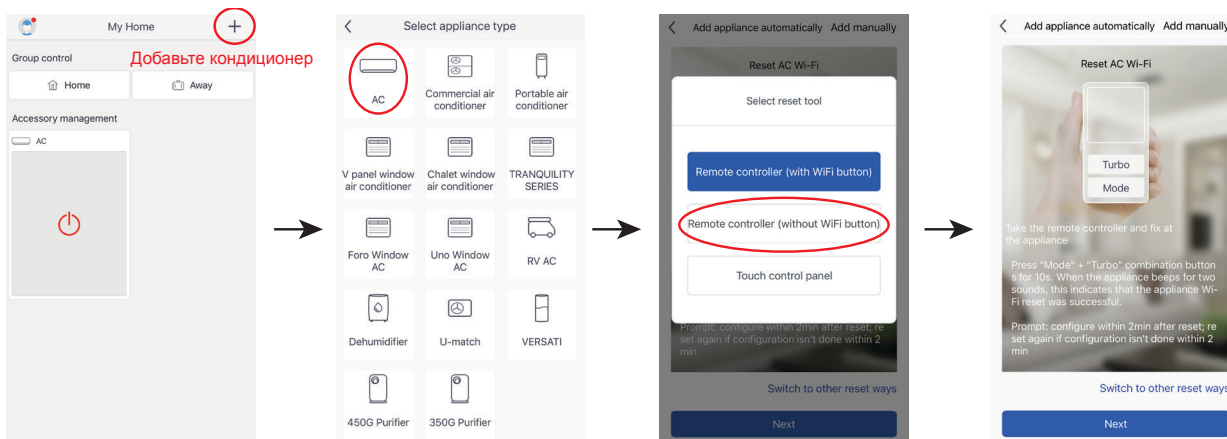 My Home
+
Добавьте кондиционер
Group control
Home
Away
Accessory management
AC
Select appliance type
AC
Commercial air
conditioner
Portable air
conditioner
V panel window
air conditioner
Chalet window
air conditioner
TRANQUILITY
SERIES
Foro Window
AC
Uno Window
AC
RV AC
Dehumidifier
U-match
VERSATI
450G Purifier
350G Purifier
Add appliance automatically Add manually
Reset AC Wi-Fi
Select reset tool
Remote controller (with WiFi button)
Remote controller (without WiFi button)
Touch control panel
Prompt: configure within 2min after reset; re
set again if configuration isn't done within 2
min
Switch to other reset ways
Next
Add appliance automatically Add manually
Reset AC Wi-Fi
Turbo
Mode
Take the remote controller and fix at
the appliance
Press "Mode" + "Turbo" combination button
s for 10s. When the appliance beeps for two
sounds, this indicates that the appliance Wi-
Fi reset was successful.
Prompt: configure within 2min after reset; re
set again if configuration isn't done within 2
min
Switch to other reset ways
Next